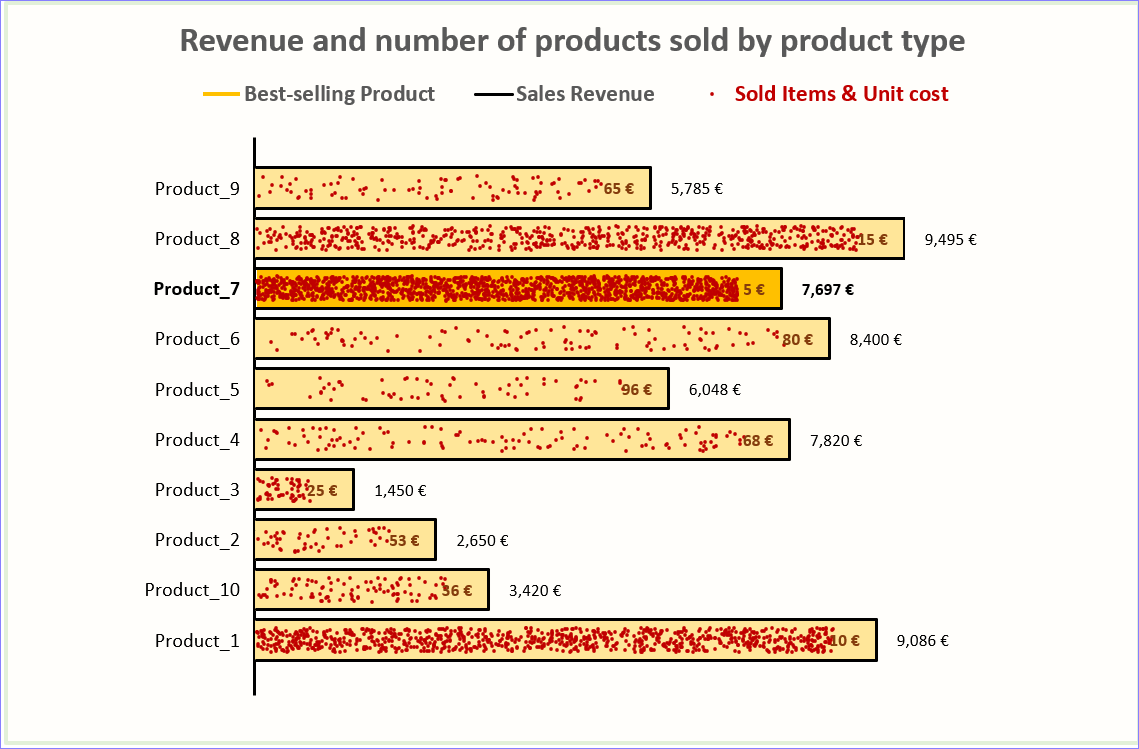 Revenue and number of products sold by product type
Best-selling Product Sales Revenue Sold Items & Unit cost
Product_9 65 € 5,785 €
Product_8 15 € 9,495 €
Product_7 5 € 7,697 €
Product_6 80 € 8,400 €
Product_5 96 € 6,048 €
Product_4 68 € 7,820 €
Product_3 25 € 1,450 €
Product_2 53 € 2,650 €
Product_10 36 € 3,420 €
Product_1 10 € 9,086 €